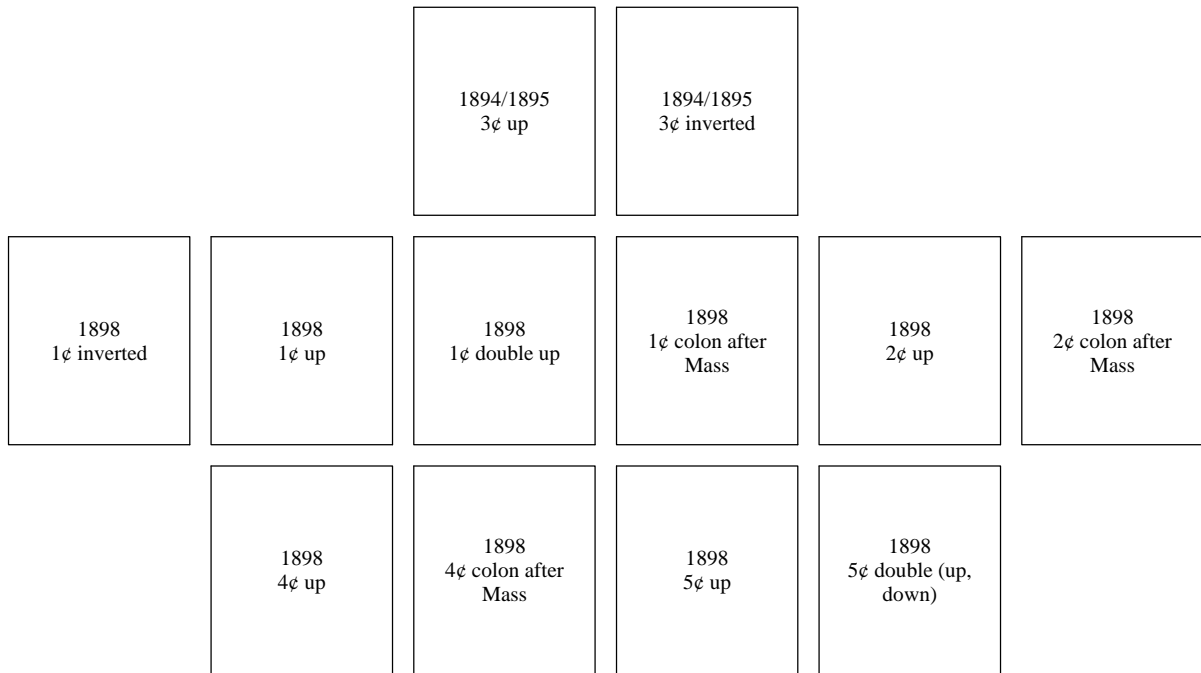 1894/1895
3¢ up
1894/1895
3¢ inverted
1898
1¢ inverted
1898
1¢ up
1898
1¢ double up
1898
1¢ colon after
Mass
1898
2¢ up
1898
2¢ colon after
Mass
1898
4¢ up
1898
4¢ colon after
Mass
1898
5¢ up
1898
5¢ double (up,
down)